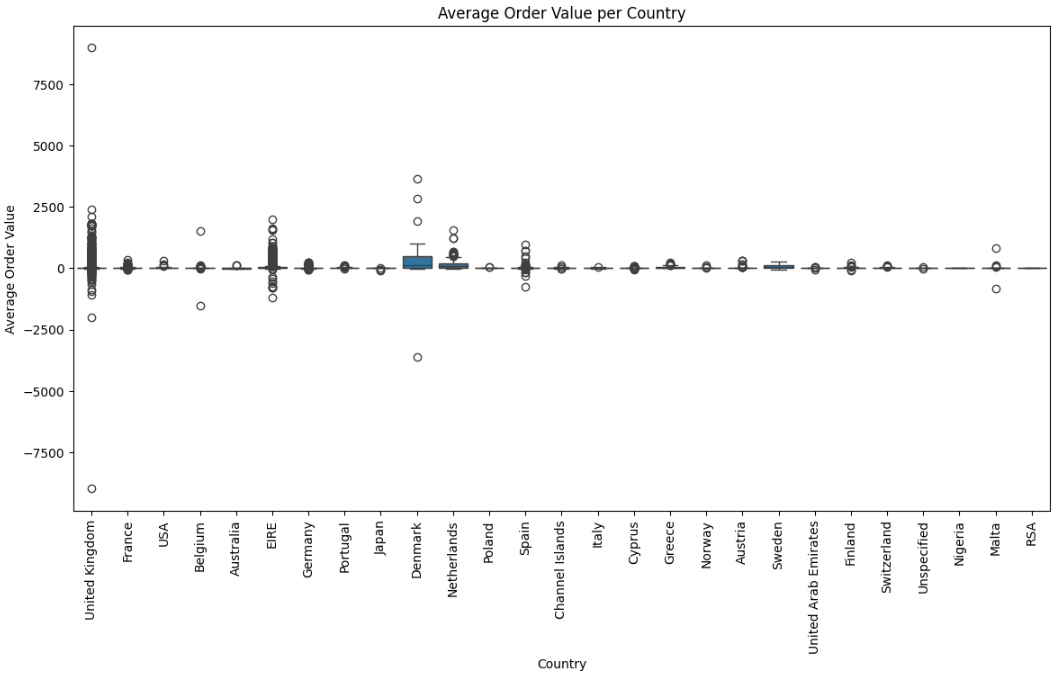 Average Order Value per Country
Average Order Value
7500
5000
2500
0
−2500
−5000
−7500
United Kingdom
France
USA
Belgium
Australia
EIRE
Germany
Portugal
Japan
Denmark
Netherlands
Poland
Spain
Channel Islands
Italy
Cyprus
Greece
Norway
Austria
Sweden
United Arab Emirates
Finland
Switzerland
Unspecified
Nigeria
Malta
RSA
Country